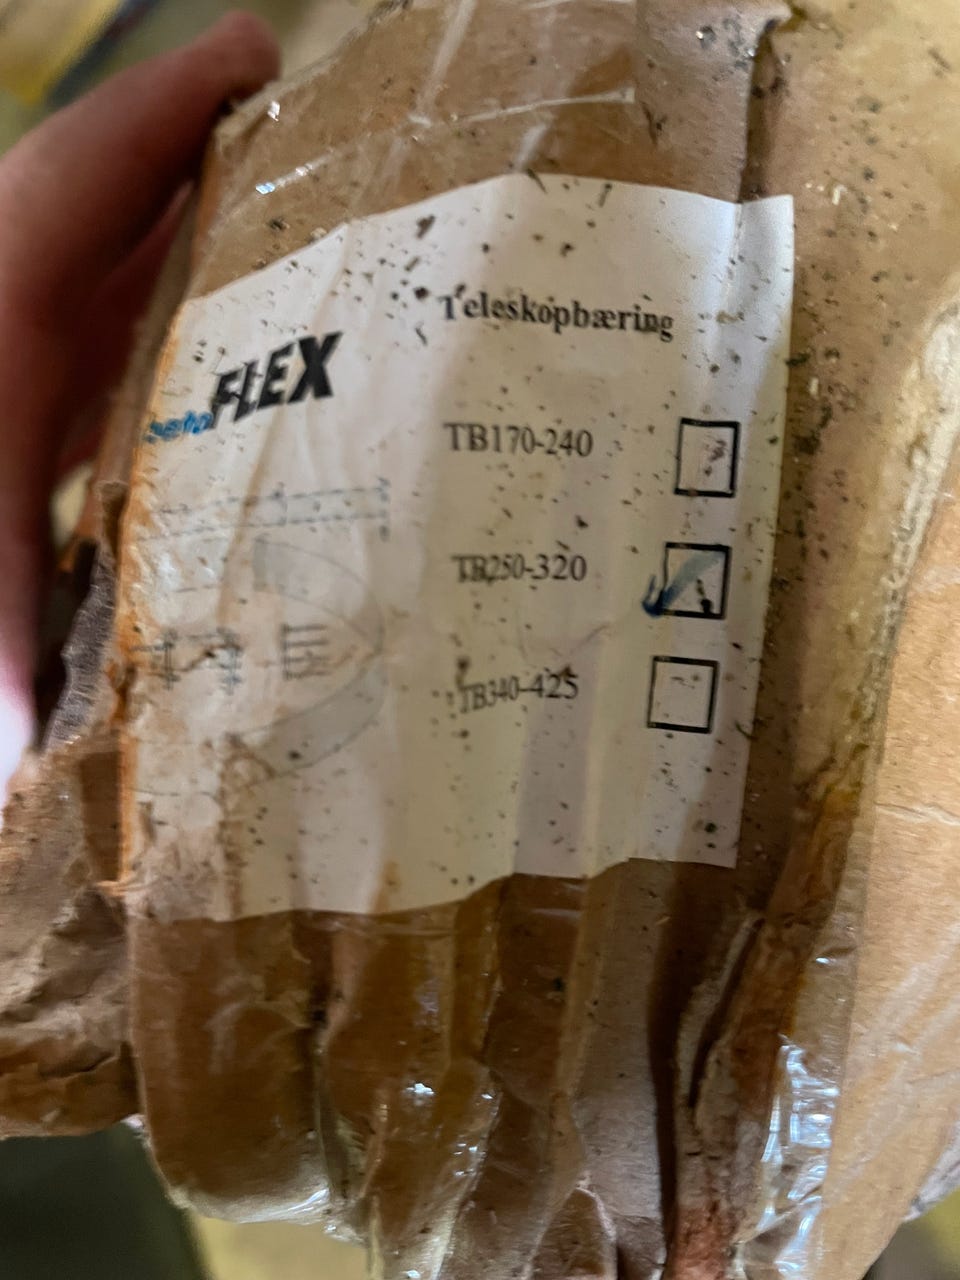 Teleskopbæring
FLEX
TB170-240
TB250-320
TB340-425